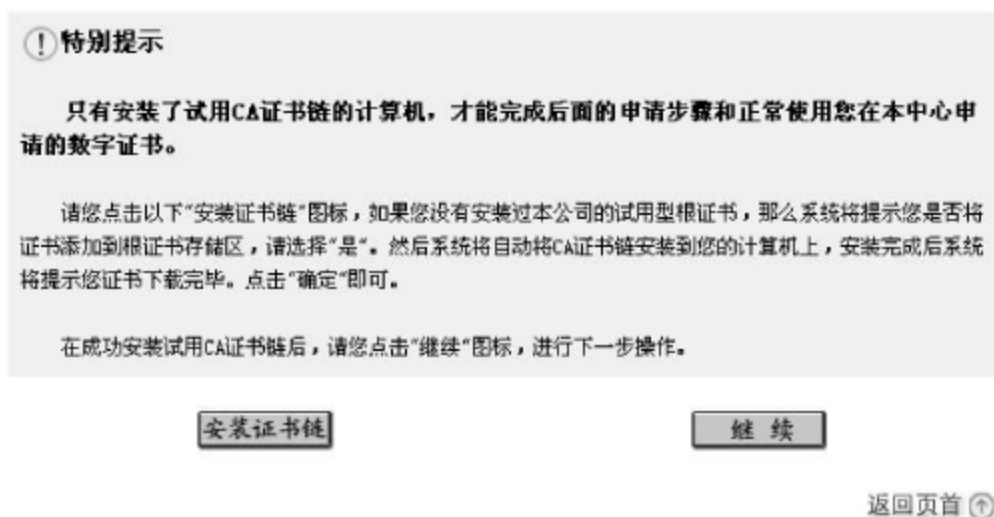 特别提示
只有安装了试用CA证书链的计算机，才能完成后面的申请步骤和正常使用您在本中心申
请的数字证书。
请您点击以下"安装证书链"图标，如果您没有安装过本公司的试用型根证书，那么系统将提示您是否将
证书添加到根证书存储区，请选择"是"。然后系统将自动将CA证书链安装到您的计算机上，安装完成后系统
将提示您证书下载完毕。点击"确定"即可。
在成功安装试用CA证书链后，请您点击"继续"图标，进行下一步操作。
安装证书链
继 续
返回页首